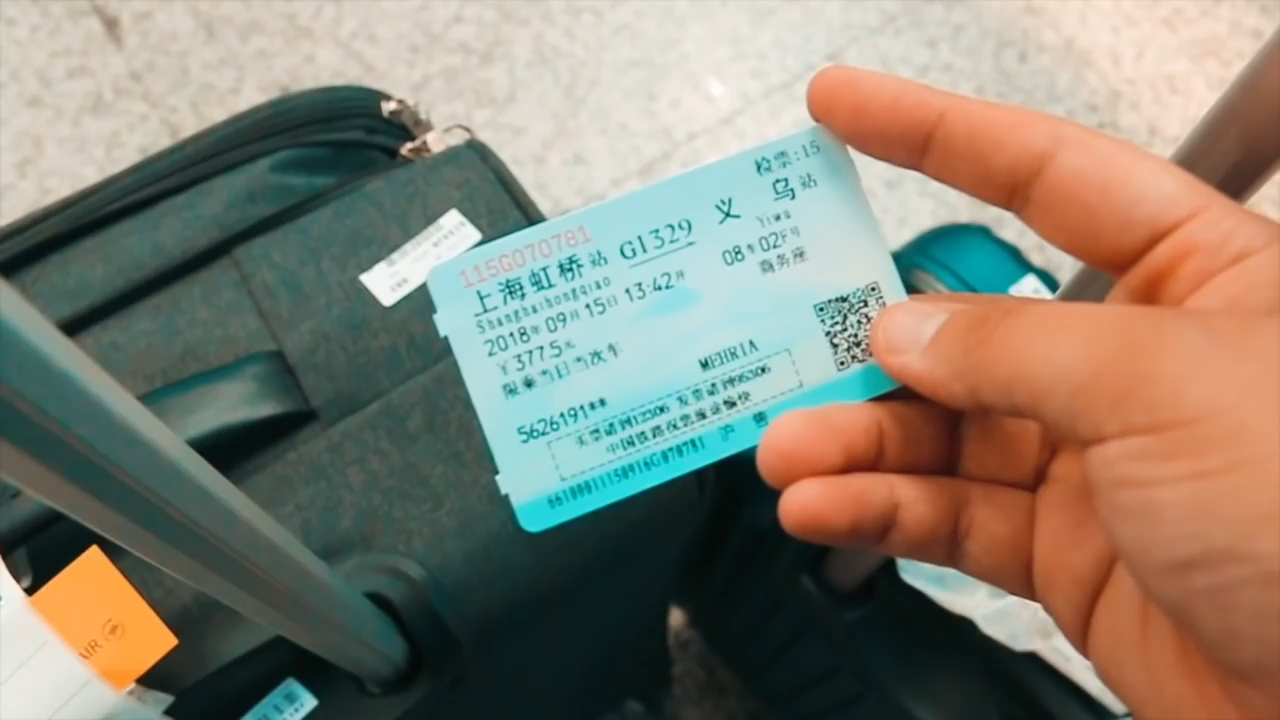 检票:15
115G070781
上海虹桥站 G1329 义乌站
Shanghaihongqiao Yiwu
2018年09月15日 13:42开 08车02F号
￥377.5元 商务座
限乘当日当次车
MEHRIA
5626191**
买票请到12306 发票请到95306
中国铁路祝您旅途愉快
6610001115091 6G070781 沪
AIR